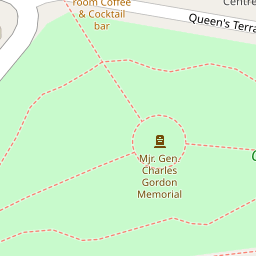 room Coffee
& Cocktail
bar
Centre
Queen's Terra
Mjr. Gen.
Charles
Gordon
Memorial